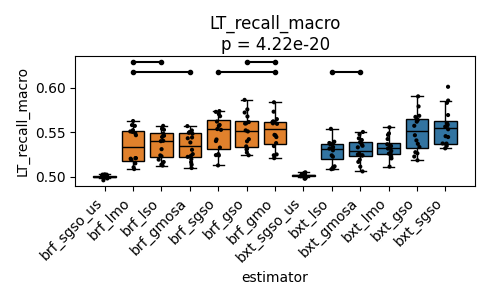 LT_recall_macro
p = 4.22e-20
LT_recall_macro
0.60
0.55
0.50
brf_sgso_us
brf_lmo
brf_lso
brf_gmosa
brf_sgso
brf_gso
brf_gmo
bxt_sgso_us
bxt_lso
bxt_gmosa
bxt_lmo
bxt_gso
bxt_sgso
estimator